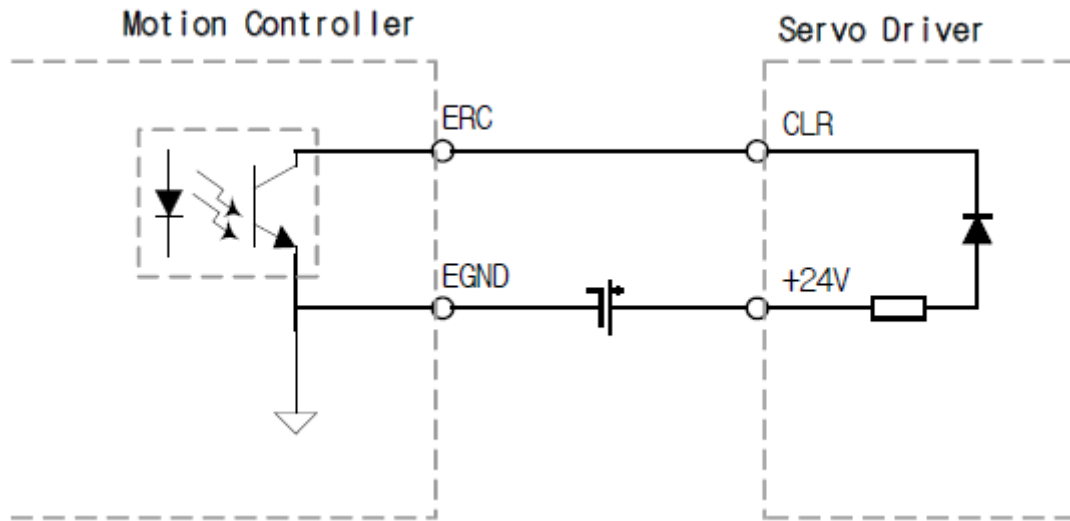 Motion Controller
Servo Driver
ERC
CLR
EGND
+24V